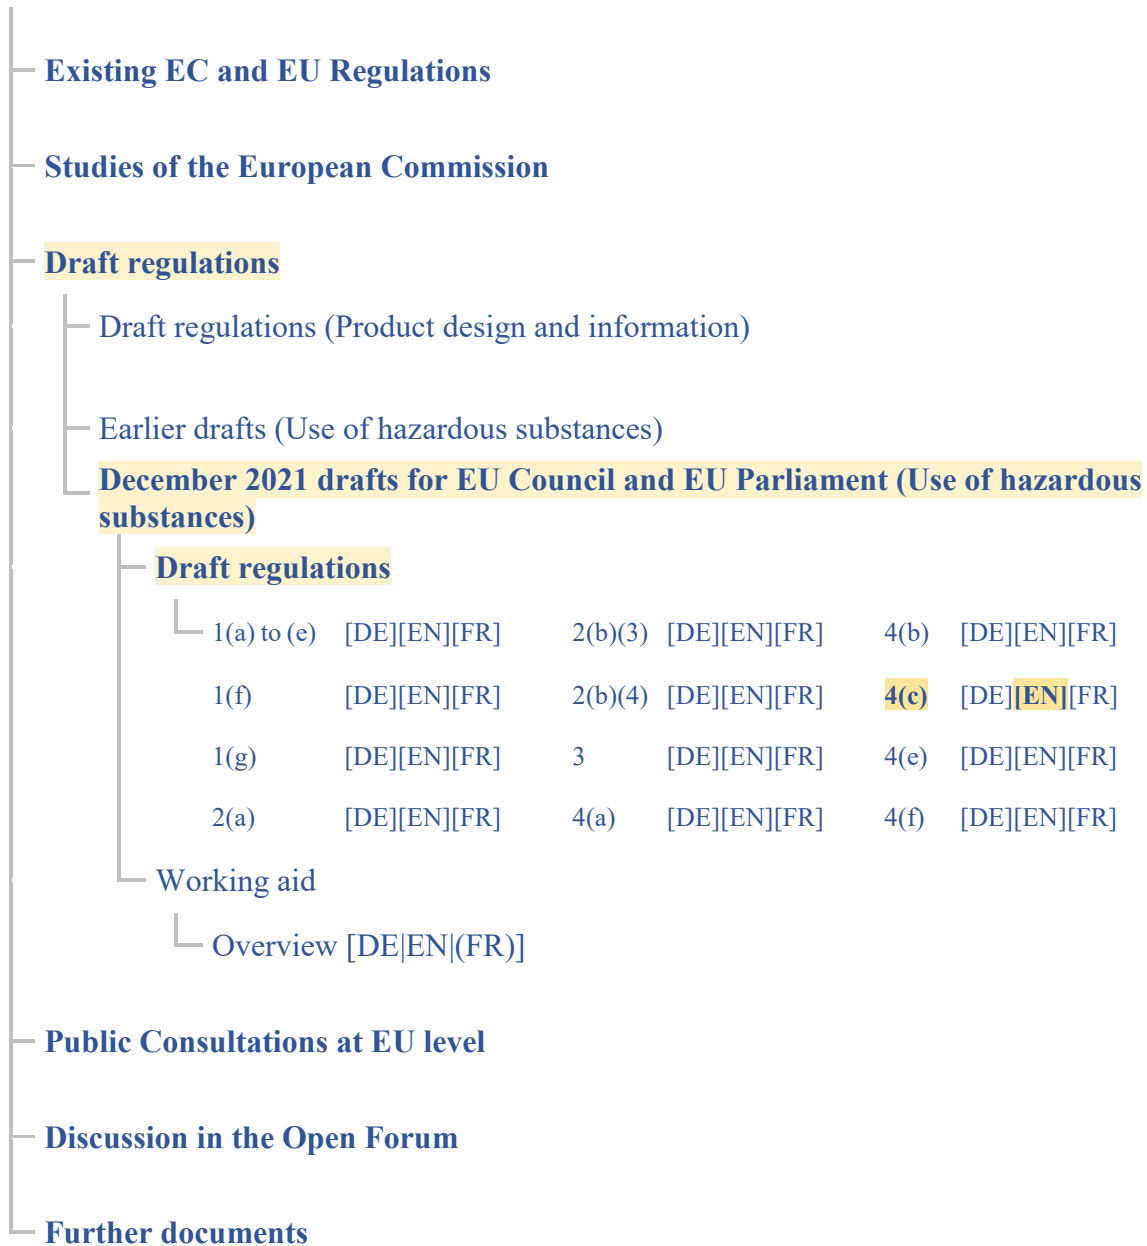 Existing EC and EU Regulations
Studies of the European Commission
Draft regulations
Draft regulations (Product design and information)
Earlier drafts (Use of hazardous substances)
December 2021 drafts for EU Council and EU Parliament (Use of hazardous
substances)
Draft regulations
1(a) to (e) [DE][EN][FR] 2(b)(3) [DE][EN][FR] 4(b) [DE][EN][FR]
1(f) [DE][EN][FR] 2(b)(4) [DE][EN][FR] 4(c) [DE][EN][FR]
1(g) [DE][EN][FR] 3 [DE][EN][FR] 4(e) [DE][EN][FR]
2(a) [DE][EN][FR] 4(a) [DE][EN][FR] 4(f) [DE][EN][FR]
Working aid
Overview [DE|EN|(FR)]
Public Consultations at EU level
Discussion in the Open Forum
Further documents